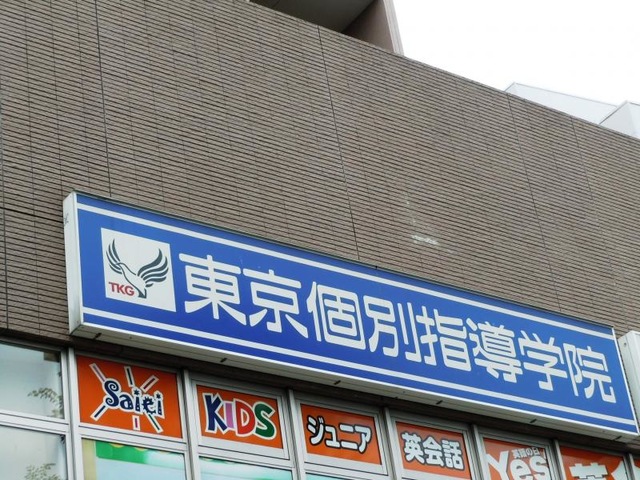 TKG
東京個別指導学院
Saiei
KIDS
ジュニア
英会話
Yes